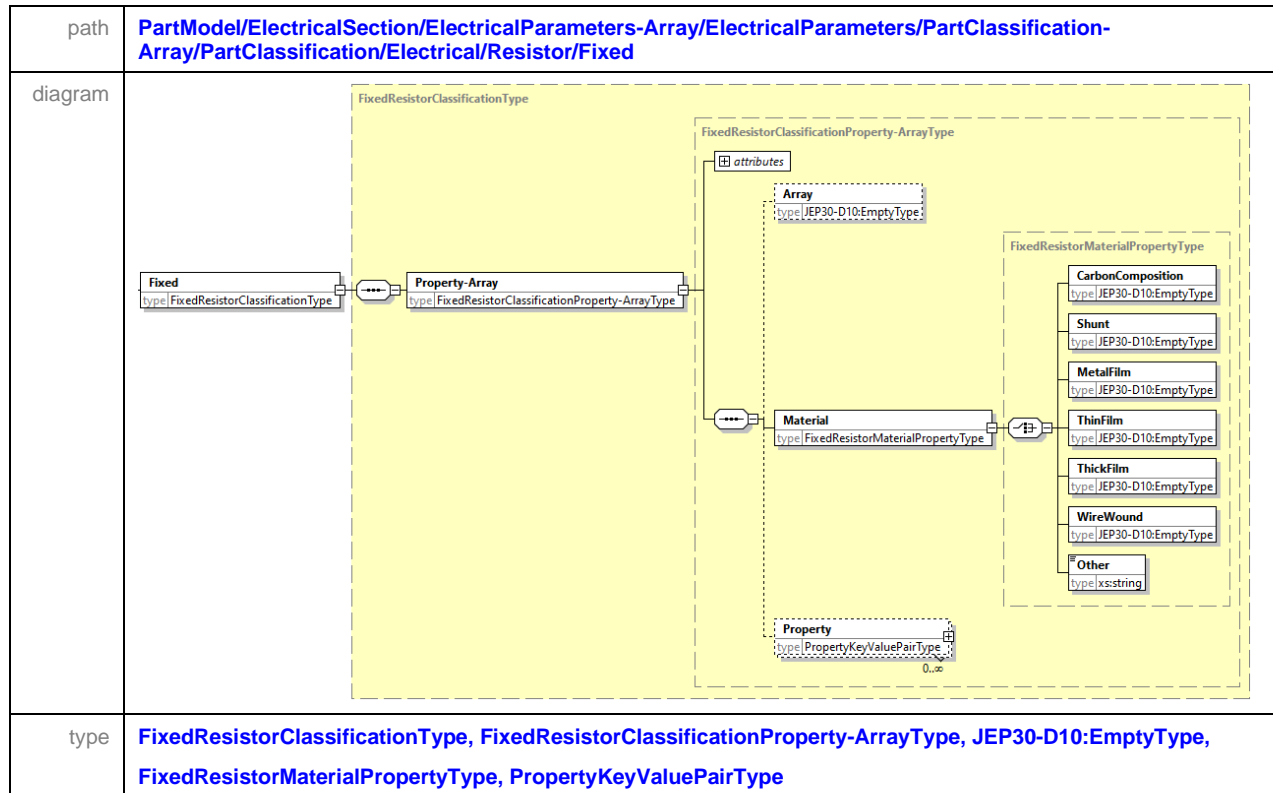 path
PartModel/ElectricalSection/ElectricalParameters-Array/ElectricalParameters/PartClassification-
Array/PartClassification/Electrical/Resistor/Fixed
diagram
FixedResistorClassificationType
FixedResistorClassificationProperty-ArrayType
attributes
Array
type JEP30-D10:EmptyType
FixedResistorMaterialPropertyType
Fixed
type FixedResistorClassificationType
Property-Array
type FixedResistorClassificationProperty-ArrayType
CarbonComposition
type JEP30-D10:EmptyType
Shunt
type JEP30-D10:EmptyType
MetalFilm
type JEP30-D10:EmptyType
Material
type FixedResistorMaterialPropertyType
ThinFilm
type JEP30-D10:EmptyType
ThickFilm
type JEP30-D10:EmptyType
WireWound
type JEP30-D10:EmptyType
Other
type xs:string
Property
type PropertyKeyValuePairType
0..∞
type
FixedResistorClassificationType, FixedResistorClassificationProperty-ArrayType, JEP30-D10:EmptyType,
FixedResistorMaterialPropertyType, PropertyKeyValuePairType